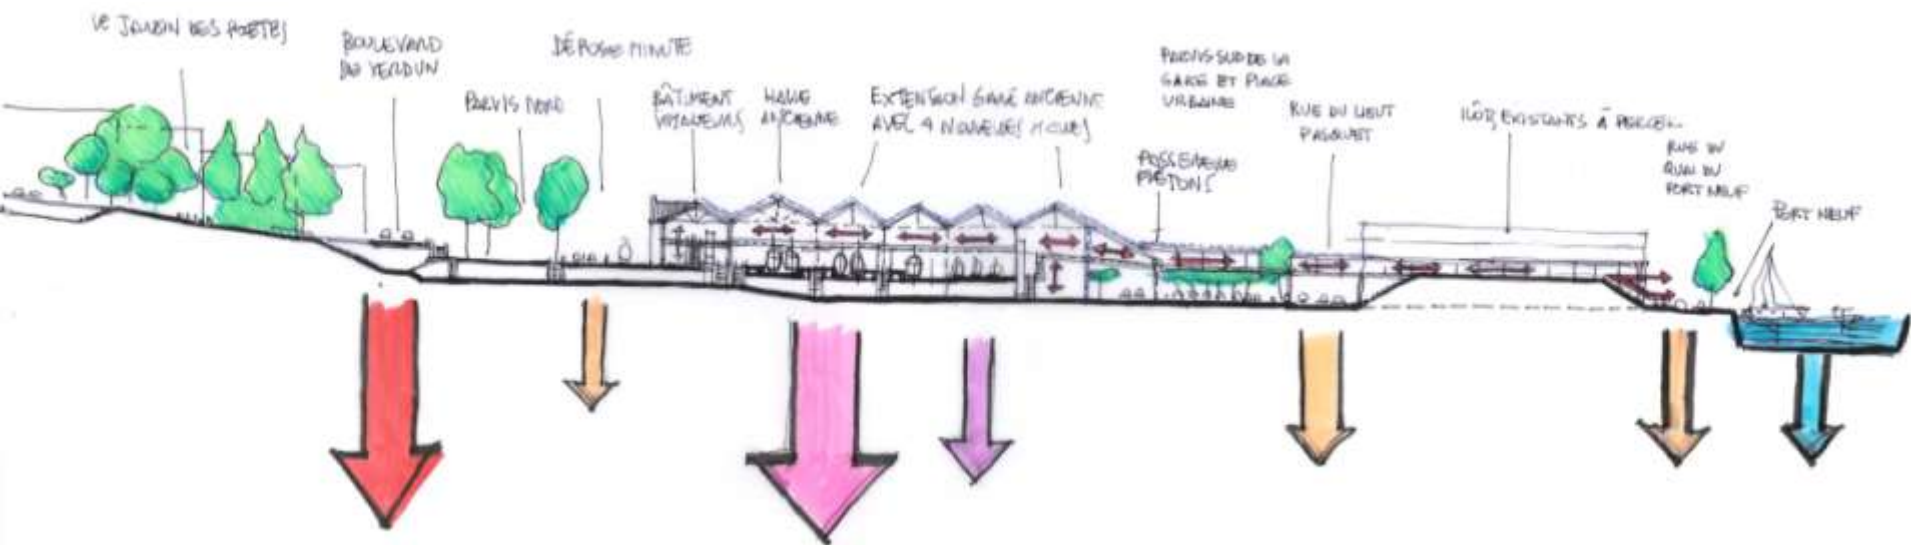 LE JARDIN DES POETES
BOULEVARD
DE VERDUN
PARVIS NORD
DÉPOSE MINUTE
BÂTIMENT
VOYAGEURS
HALLE
ANCIENNE
EXTENSION GARE ANCIENNE
AVEC 4 NOUVELLES
PARVIS SUD DE LA
GARE ET PLACE
URBAINE
PASSERELLE
PIÉTONS
RUE DU LIEUT
PASQUET
ILÔTS EXISTANTS À PERCER
RUE DU
QUAI DU
PORT NEUF
PORT NEUF